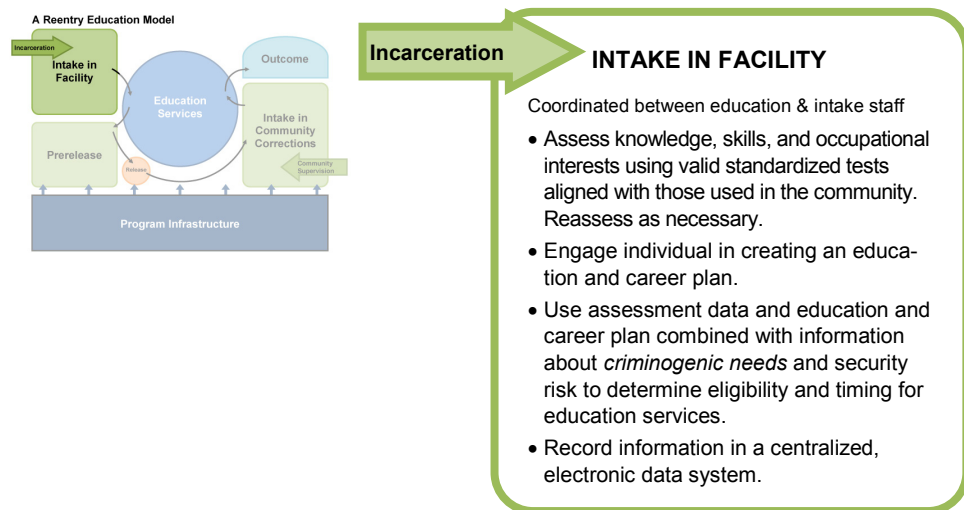 A Reentry Education Model
Incarceration
Intake in
Facility
Education
Services
Outcome
Intake in
Community
Corrections
Prerelease
Release
Community
Supervision
Program Infrastructure
Incarceration
INTAKE IN FACILITY
Coordinated between education & intake staff
• Assess knowledge, skills, and occupational
interests using valid standardized tests
aligned with those used in the community.
Reassess as necessary.
• Engage individual in creating an educa-
tion and career plan.
• Use assessment data and education and
career plan combined with information
about criminogenic needs and security
risk to determine eligibility and timing for
education services.
• Record information in a centralized,
electronic data system.